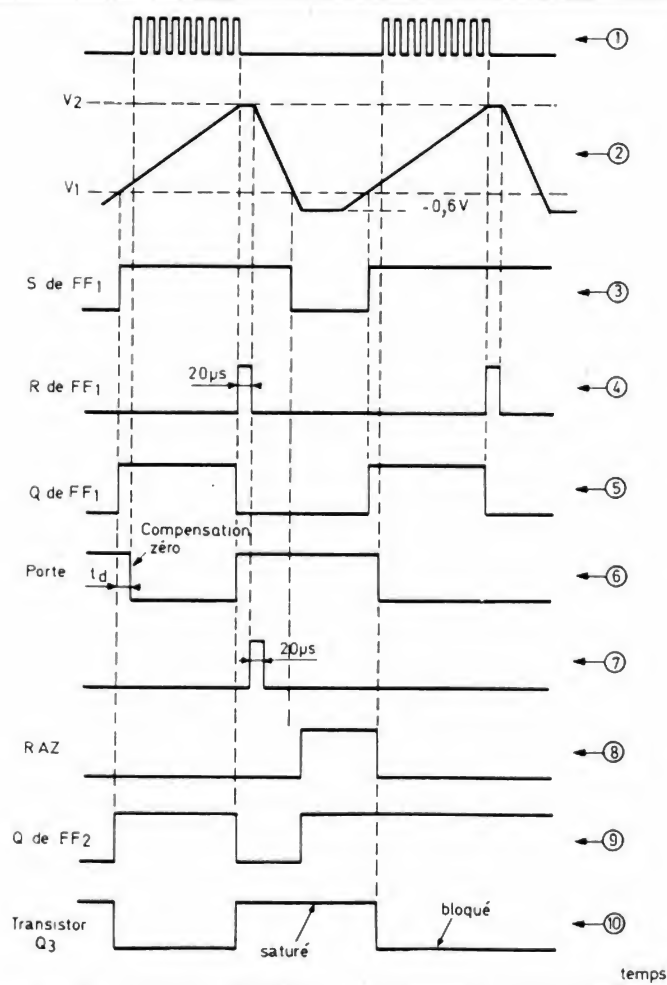 ①
V2
②
V1
-0,6V
S de FF1
③
20µs
R de FF1
④
Q de FF1
⑤
Compensation
zéro
Porte
td
⑥
20µs
⑦
RAZ
⑧
Q de FF2
⑨
Transistor
Q3
saturé
bloqué
⑩
temps